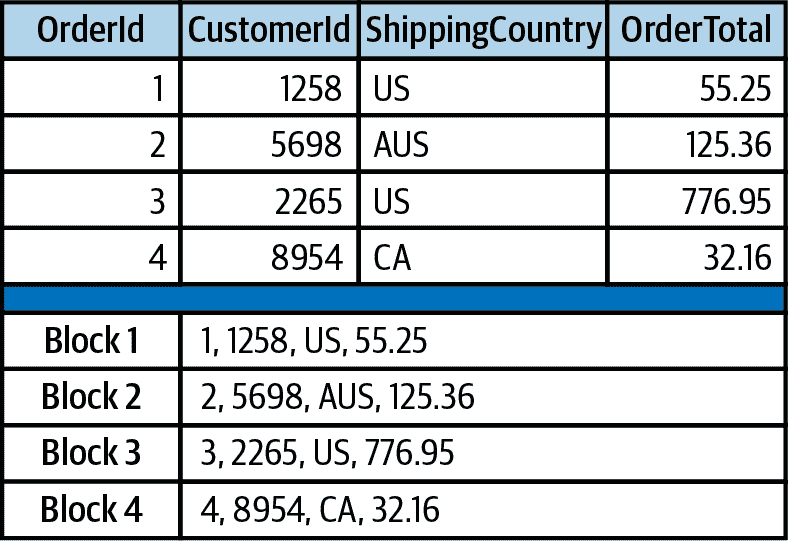 OrderId CustomerId ShippingCountry OrderTotal
1 1258 US 55.25
2 5698 AUS 125.36
3 2265 US 776.95
4 8954 CA 32.16
Block 1 1, 1258, US, 55.25
Block 2 2, 5698, AUS, 125.36
Block 3 3, 2265, US, 776.95
Block 4 4, 8954, CA, 32.16